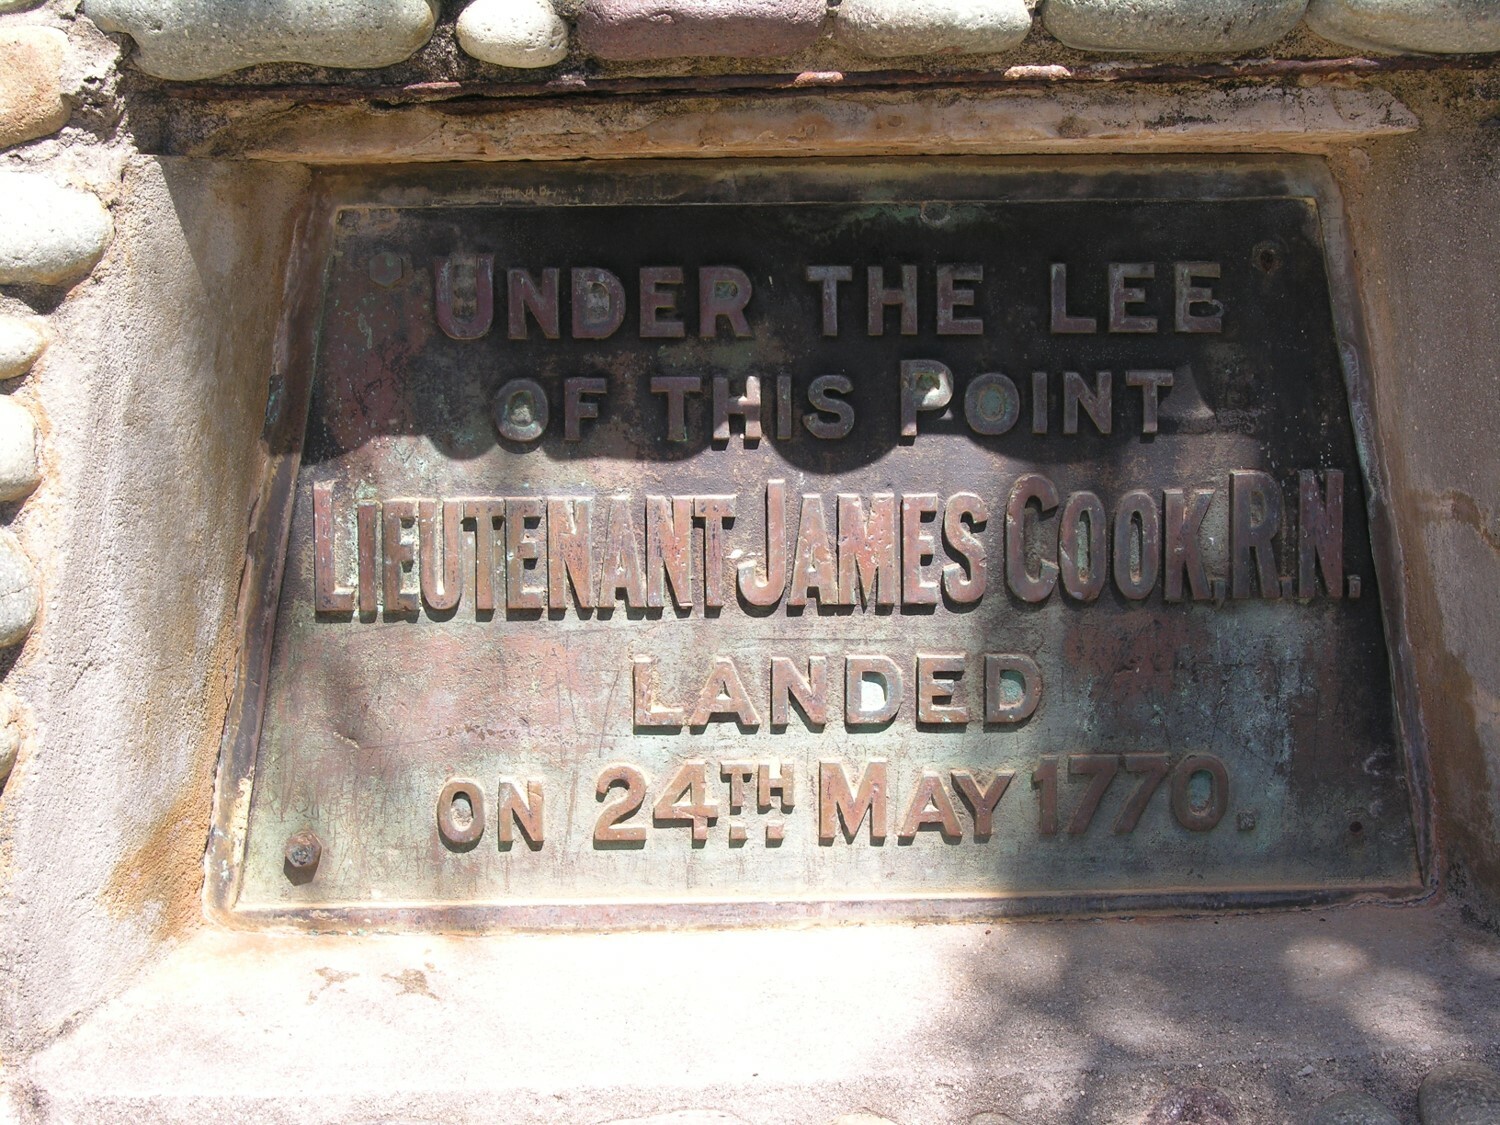 UNDER THE LEE
OF THIS POINT
LIEUTENANT JAMES COOK, R.N.
LANDED
ON 24TH MAY 1770.